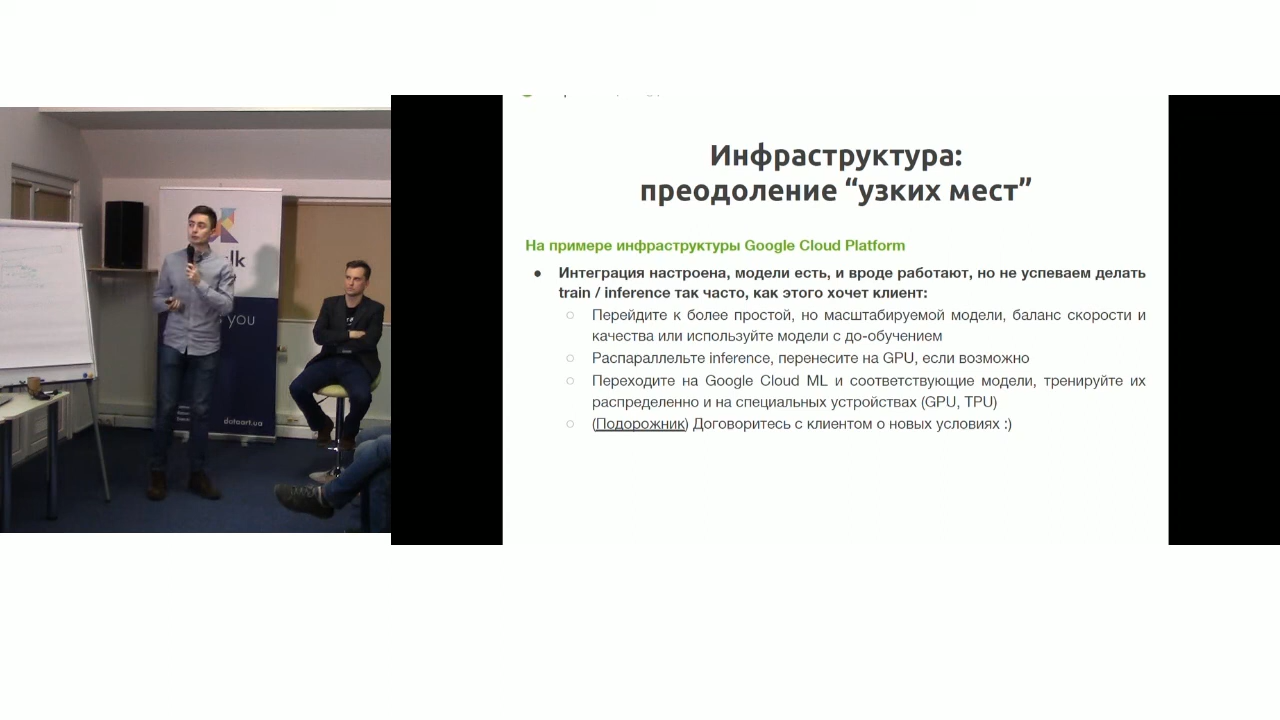 Инфраструктура:
преодоление “узких мест”
На примере инфраструктуры Google Cloud Platform
● Интеграция настроена, модели есть, и вроде работают, но не успеваем делать
train / inference так часто, как этого хочет клиент:
○ Перейдите к более простой, но масштабируемой модели, баланс скорости и
качества или используйте модели с до-обучением
○ Распараллельте inference, перенесите на GPU, если возможно
○ Переходите на Google Cloud ML и соответствующие модели, тренируйте их
распределенно и на специальных устройствах (GPU, TPU)
○ (Подорожник) Договоритесь с клиентом о новых условиях :)
you
dataart.ua